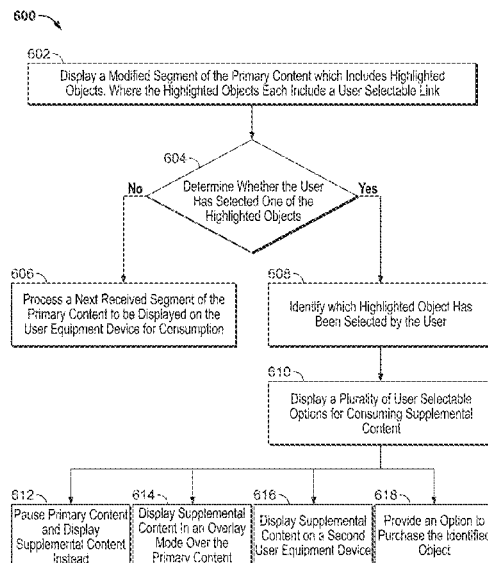 600
602
Display a Modified Segment of the Primary Content which Includes Highlighted
Objects. Where the Highlighted Objects Each Include a User Selectable Link
604
No
Yes
Determine Whether the User
Has Selected One of the
Highlighted Objects
606
Process a Next Received Segment of the
Primary Content to be Displayed on the
User Equipment Device for Consumption
608
Identify which Highlighted Object Has
Been Selected by the User
610
Display a Plurality of User Selectable
Options for Consuming Supplemental
Content
612
Pause Primary Content
and Display
Supplemental Content
Instead
614
Display Supplemental
Content in an Overlay
Mode Over the
Primary Content
616
Display Supplemental
Content on a Second
User Equipment Device
618
Provide an Option to
Purchase the Identified
Object